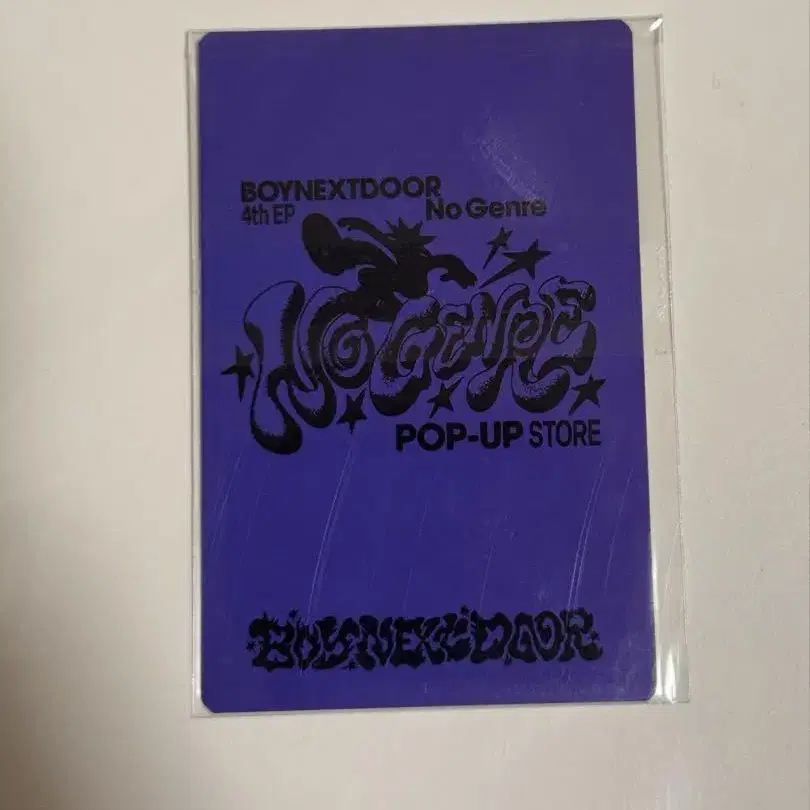 BOYNEXTDOOR
4th EP No Genre
NO GENRE
POP-UP STORE
BOYNEXTDOOR